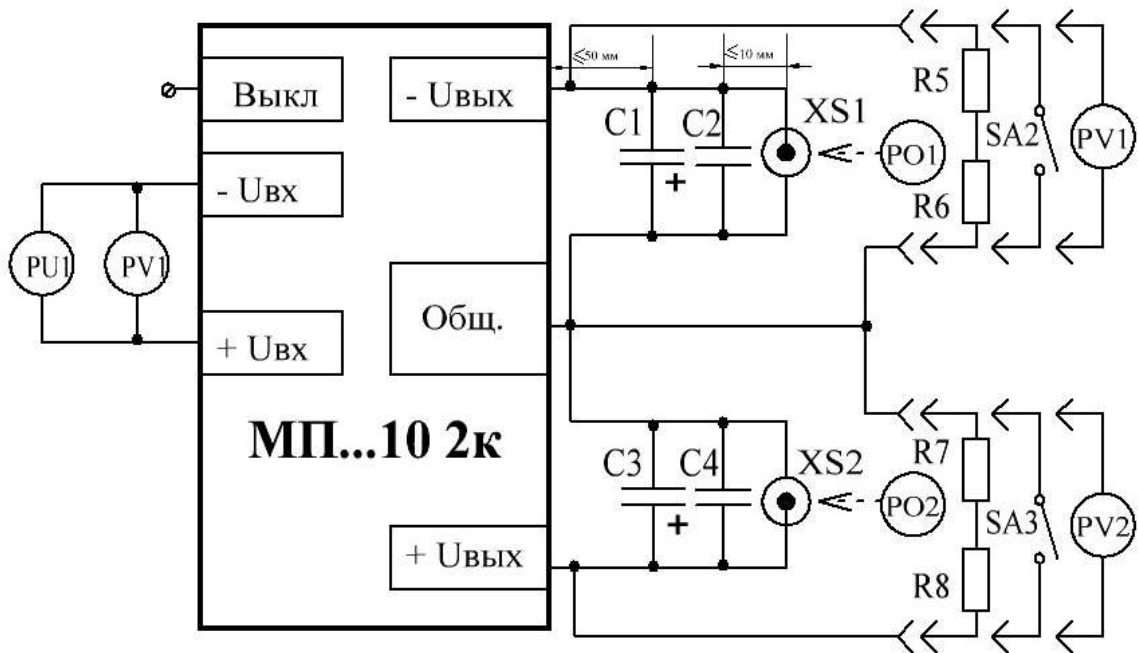 Выкл
- Uвх
PU1
PV1
+ Uвх
- Uвых
Общ.
МП...10 2к
+ Uвых
⩽50 мм
⩽10 мм
C1
+
C2
XS1
PO1
R5
R6
SA2
PV1
C3
+
C4
XS2
PO2
R7
R8
SA3
PV2